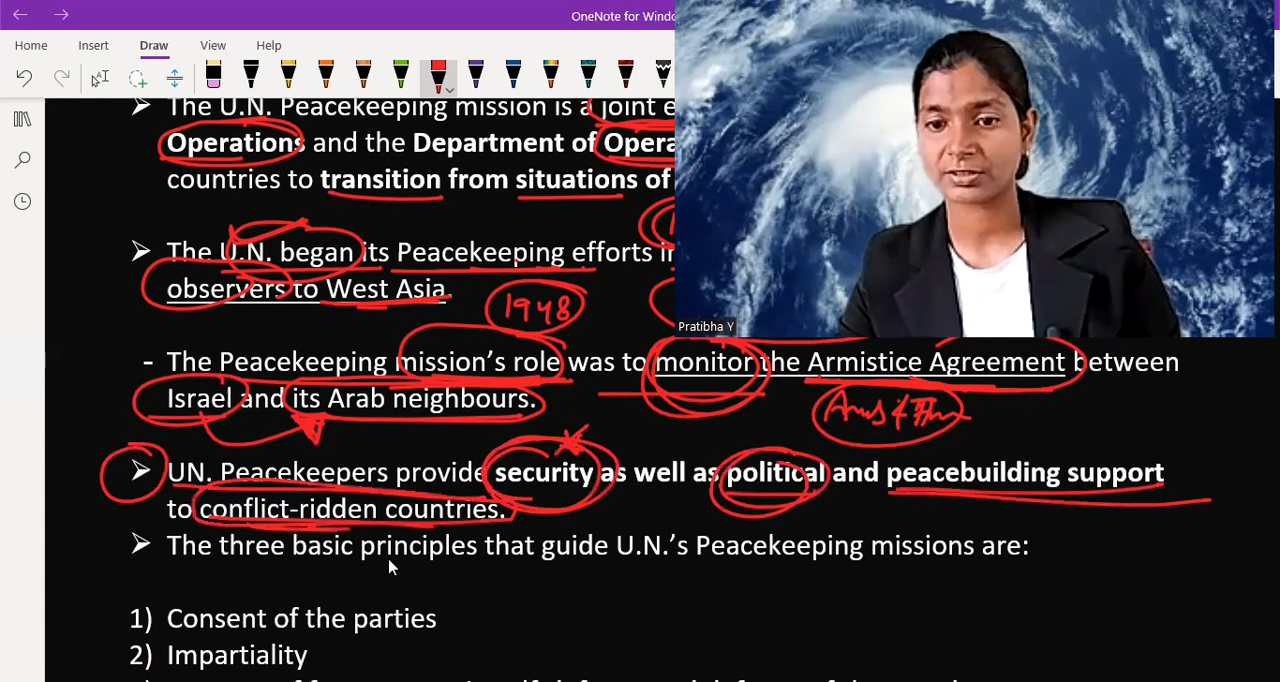 OneNote for Windo
Home Insert Draw View Help
The U.N. Peacekeeping mission is a joint e
Operations and the Department of Opera
countries to transition from situations of
The U.N. began its Peacekeeping efforts in
observers to West Asia.
1948
Pratibha Y
- The Peacekeeping mission's role was to monitor the Armistice Agreement between
Israel and its Arab neighbours.
UN. Peacekeepers provide security as well as political and peacebuilding support
to conflict-ridden countries.
The three basic principles that guide U.N.'s Peacekeeping missions are:
1) Consent of the parties
2) Impartiality